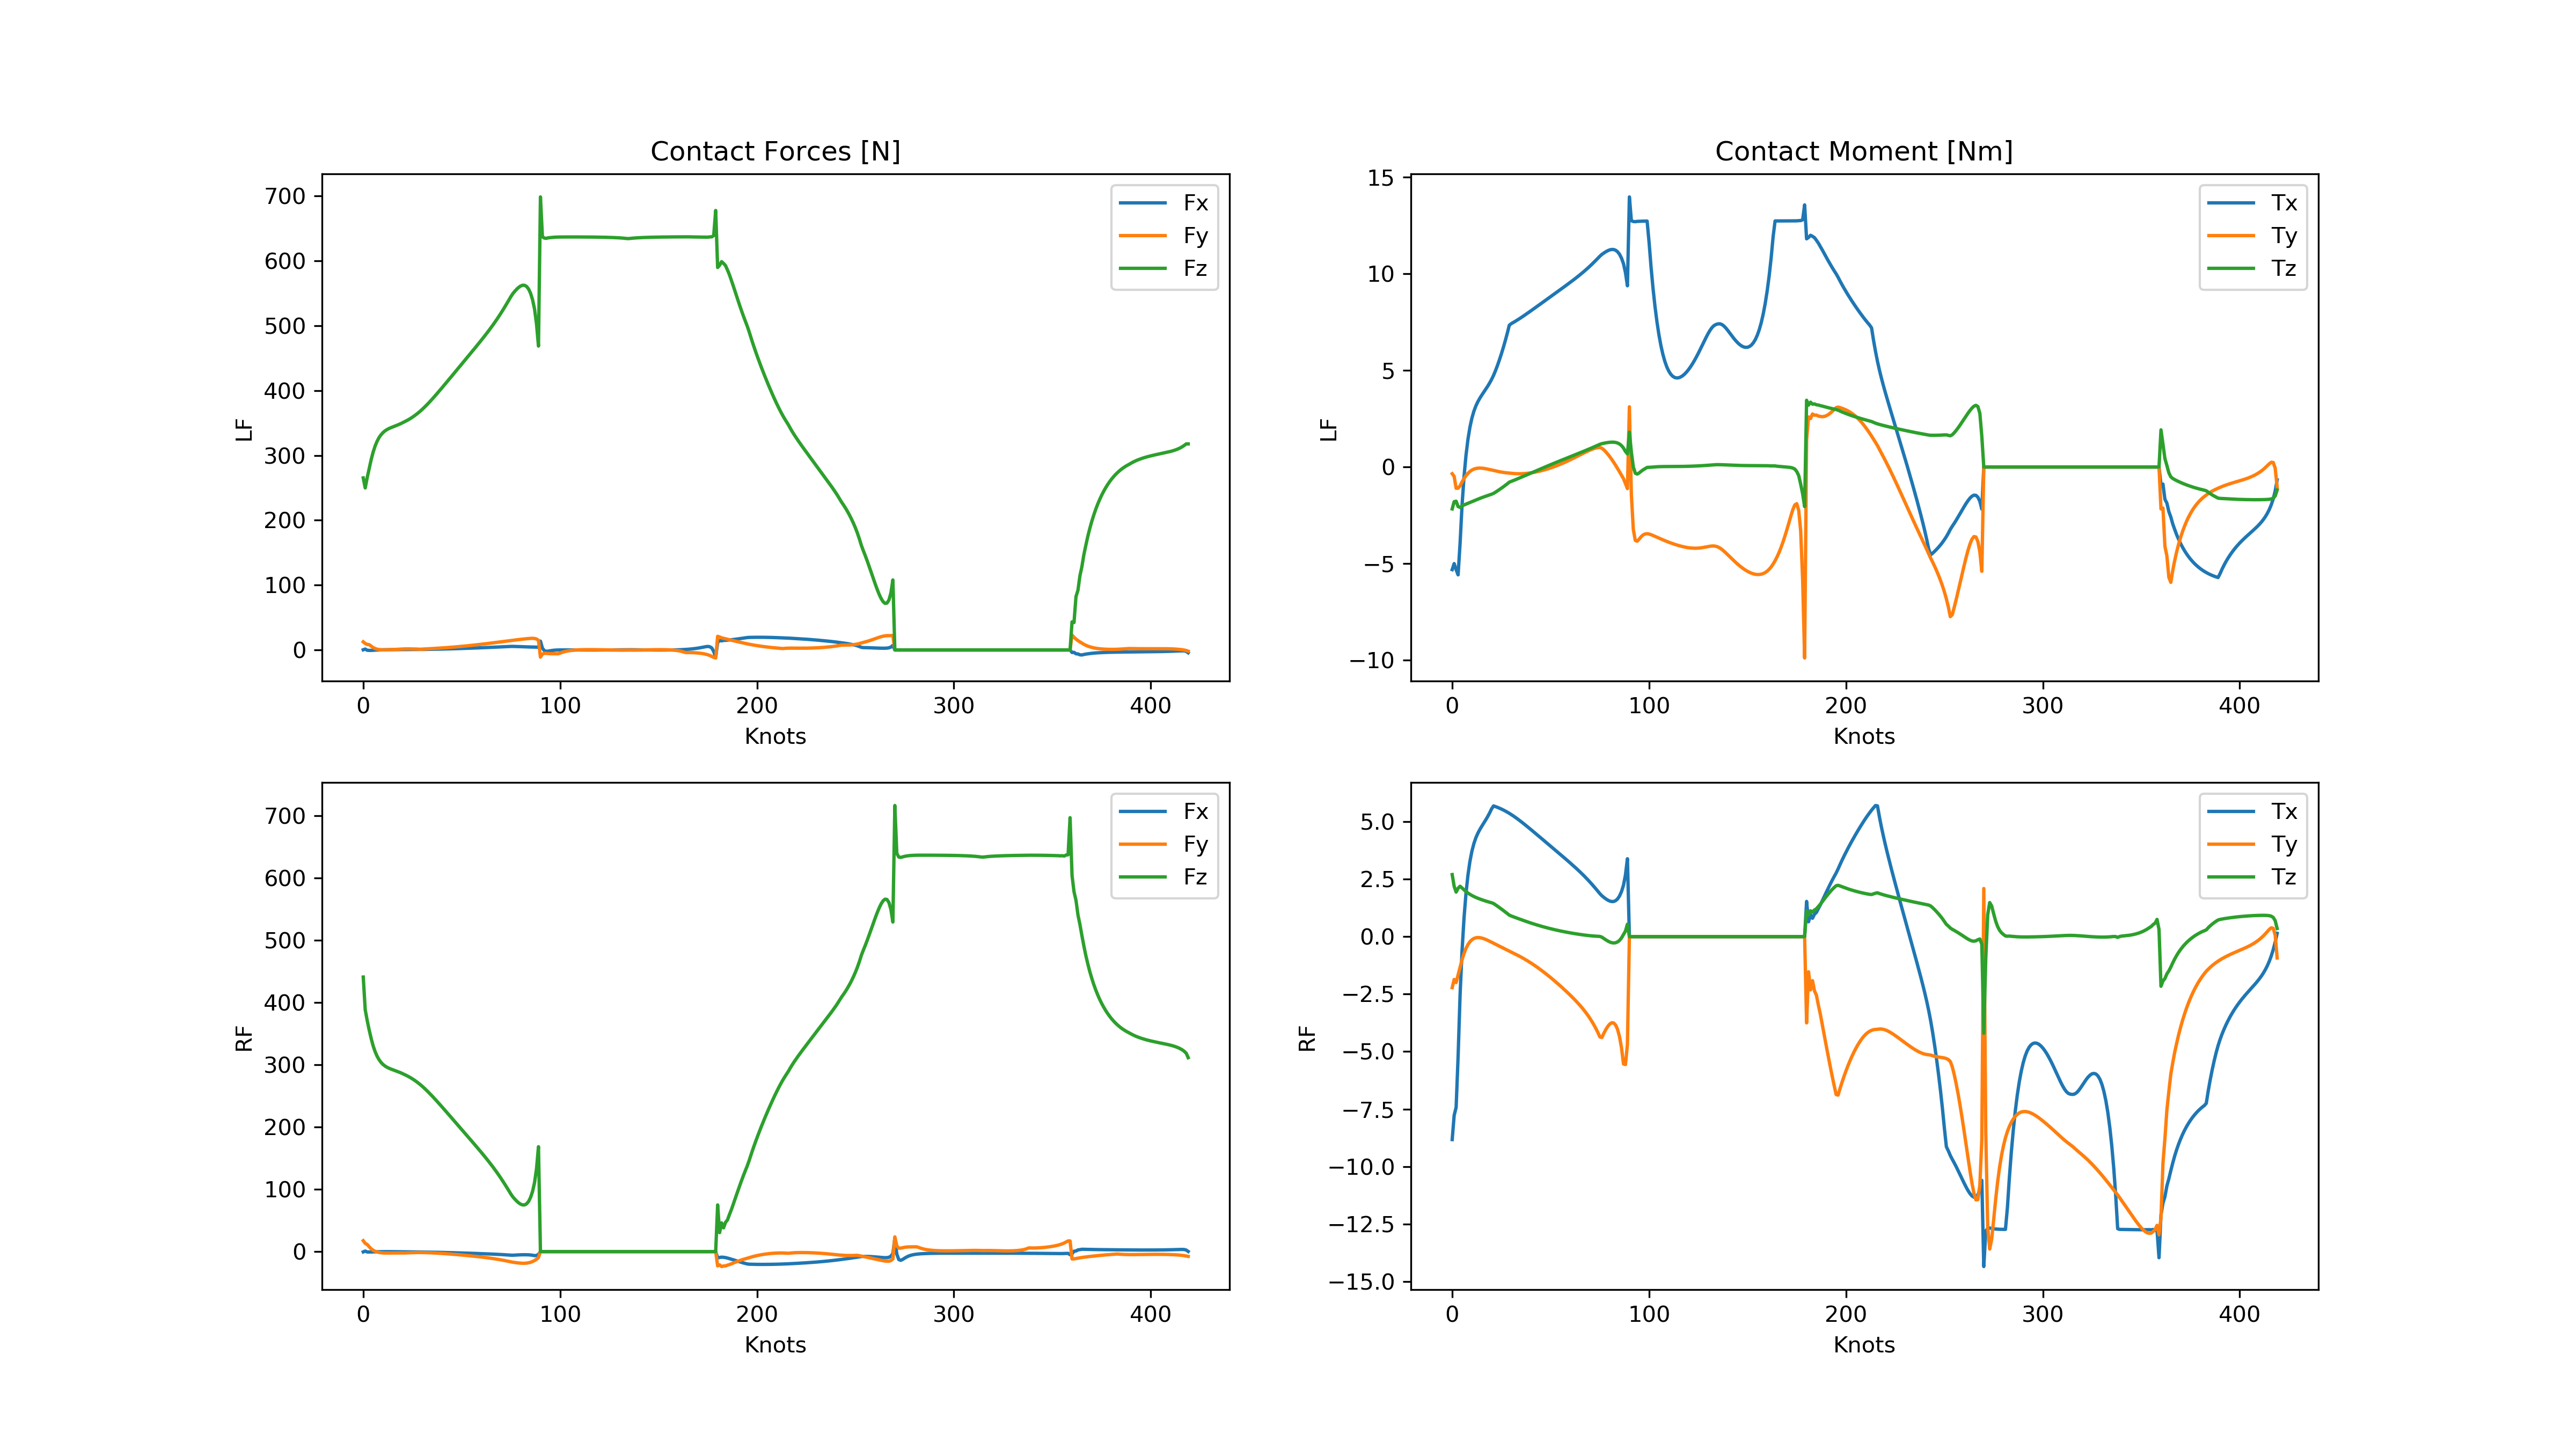 Contact Forces [N]
700
600
500
400
300
200
100
0
LF
Fx
Fy
Fz
0 100 200 300 400
Knots
Contact Moment [Nm]
15
10
5
0
−5
−10
LF
Tx
Ty
Tz
0 100 200 300 400
Knots
700
600
500
400
300
200
100
0
RF
Fx
Fy
Fz
0 100 200 300 400
Knots
5.0
2.5
0.0
−2.5
−5.0
−7.5
−10.0
−12.5
−15.0
RF
Tx
Ty
Tz
0 100 200 300 400
Knots